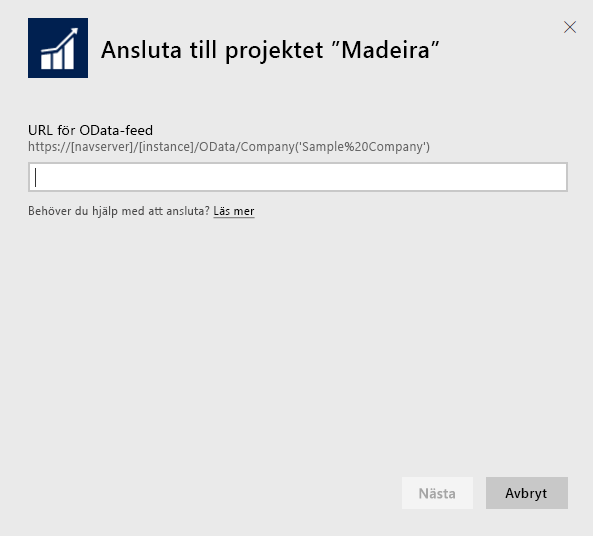 Ansluta till projektet ”Madeira”
URL för OData-feed
https://[navserver]/[instance]/OData/Company('Sample%20Company')
Behöver du hjälp med att ansluta? Läs mer
Nästa
Avbryt